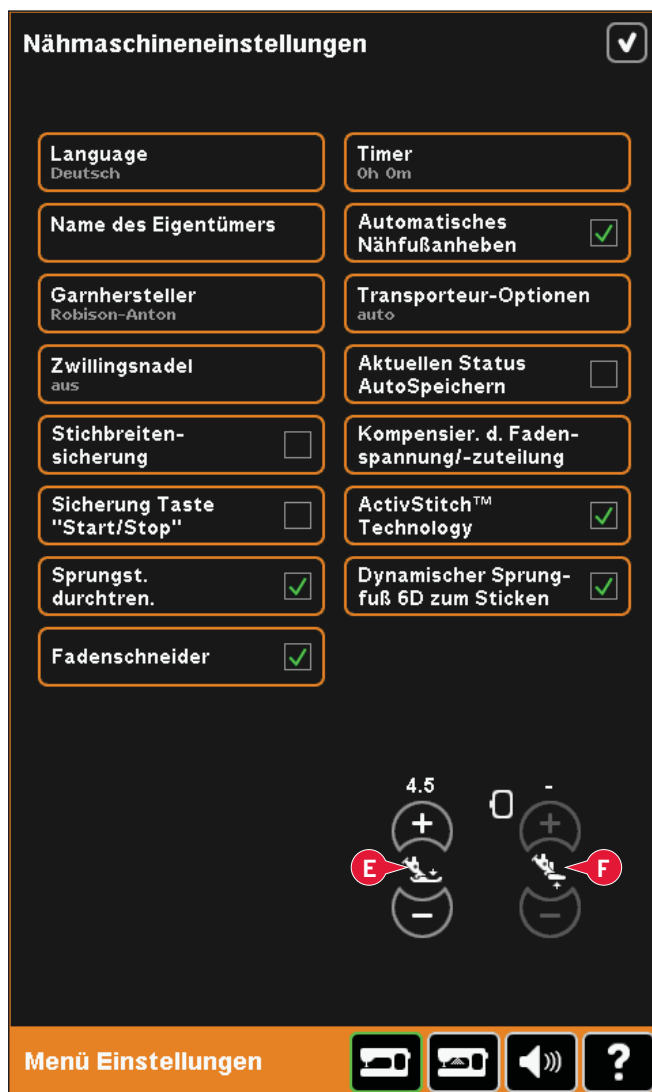 Nähmaschineneinstellungen
Language
Deutsch
Name des Eigentümers
Garnhersteller
Robison-Anton
Zwillingsnadel
aus
Stichbreiten-
sicherung
Sicherung Taste
"Start/Stop"
Sprungst.
durchtren.
Fadenschneider
Timer
0h 0m
Automatisches
Nähfußanheben
Transporteur-Optionen
auto
Aktuellen Status
AutoSpeichern
Kompensier. d. Faden-
spannung/-zuteilung
ActivStitch™
Technology
Dynamischer Sprung-
fuß 6D zum Sticken
4.5 -
+ +
E F
- -
Menü Einstellungen ?